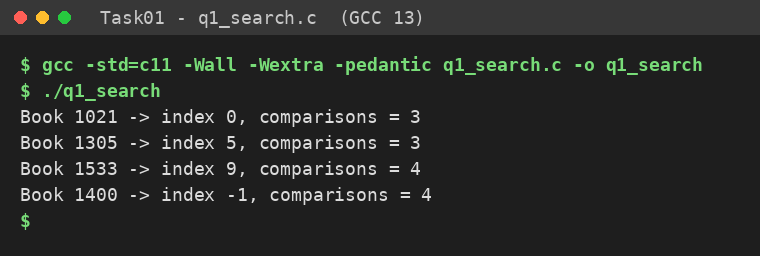 Task01 - q1_search.c  (GCC 13)
$ gcc -std=c11 -Wall -Wextra -pedantic q1_search.c -o q1_search
$ ./q1_search
Book 1021 -> index 0, comparisons = 3
Book 1305 -> index 5, comparisons = 3
Book 1533 -> index 9, comparisons = 4
Book 1400 -> index -1, comparisons = 4
$